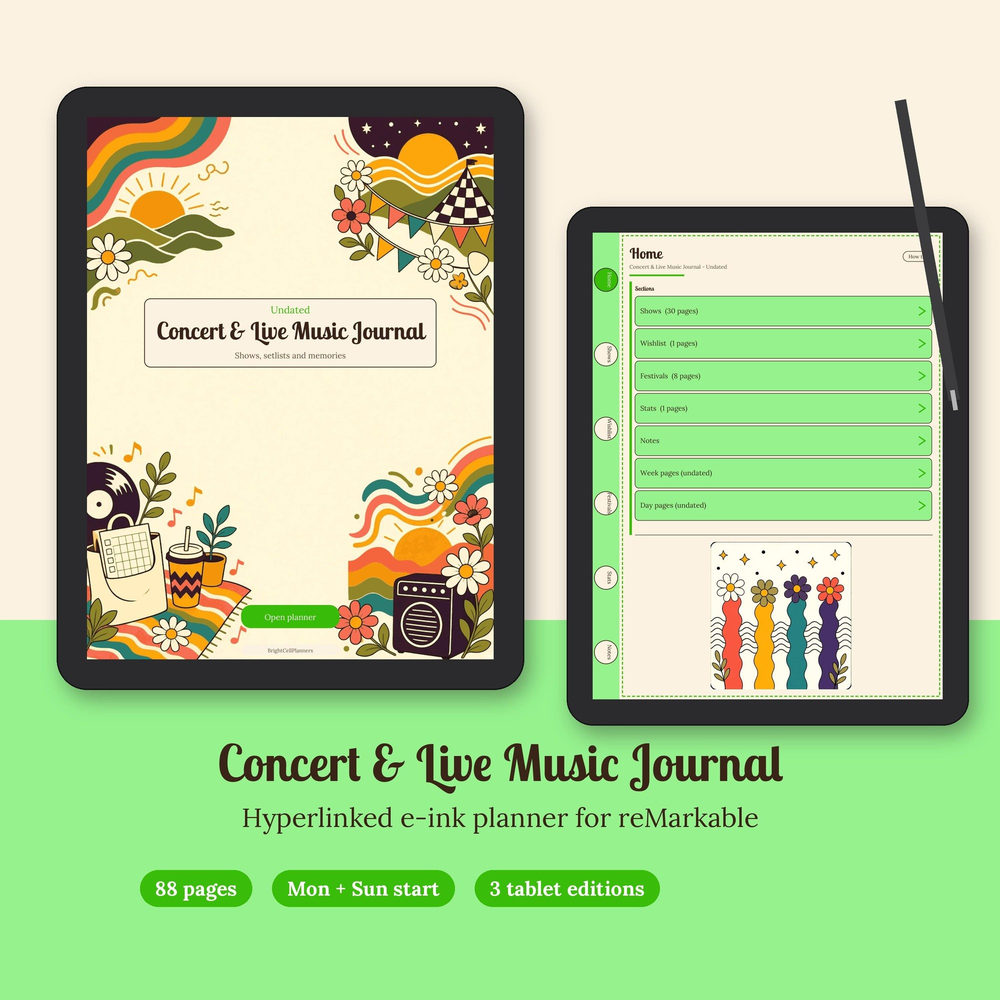 Undated
Concert & Live Music Journal
Shows, setlists and memories
Open planner
BrightCellPlanners
Home
Concert & Live Music Journal - Undated
How
Sections
Shows (30 pages)
Wishlist (1 pages)
Festivals (8 pages)
Stats (1 pages)
Notes
Week pages (undated)
Day pages (undated)
Home
Shows
Wishlist
Festivals
Stats
Notes
Concert & Live Music Journal
Hyperlinked e-ink planner for reMarkable
88 pages
Mon + Sun start
3 tablet editions